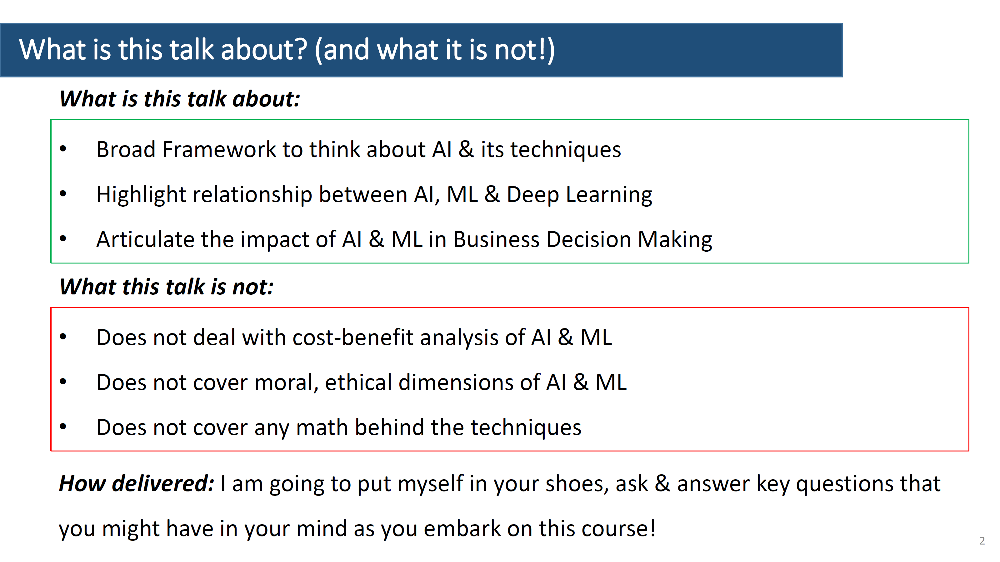 What is this talk about? (and what it is not!)
What is this talk about:
• Broad Framework to think about AI & its techniques
• Highlight relationship between AI, ML & Deep Learning
• Articulate the impact of AI & ML in Business Decision Making
What this talk is not:
• Does not deal with cost-benefit analysis of AI & ML
• Does not cover moral, ethical dimensions of AI & ML
• Does not cover any math behind the techniques
How delivered: I am going to put myself in your shoes, ask & answer key questions that
you might have in your mind as you embark on this course!
2